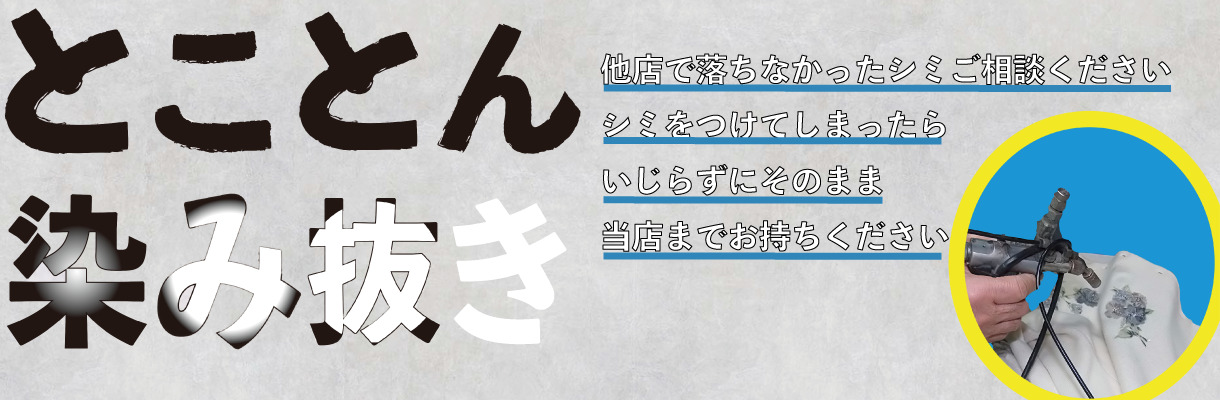 とことん
染み抜き
他店で落ちなかったシミご相談ください
シミをつけてしまったら
いじらずにそのまま
当店までお持ちください